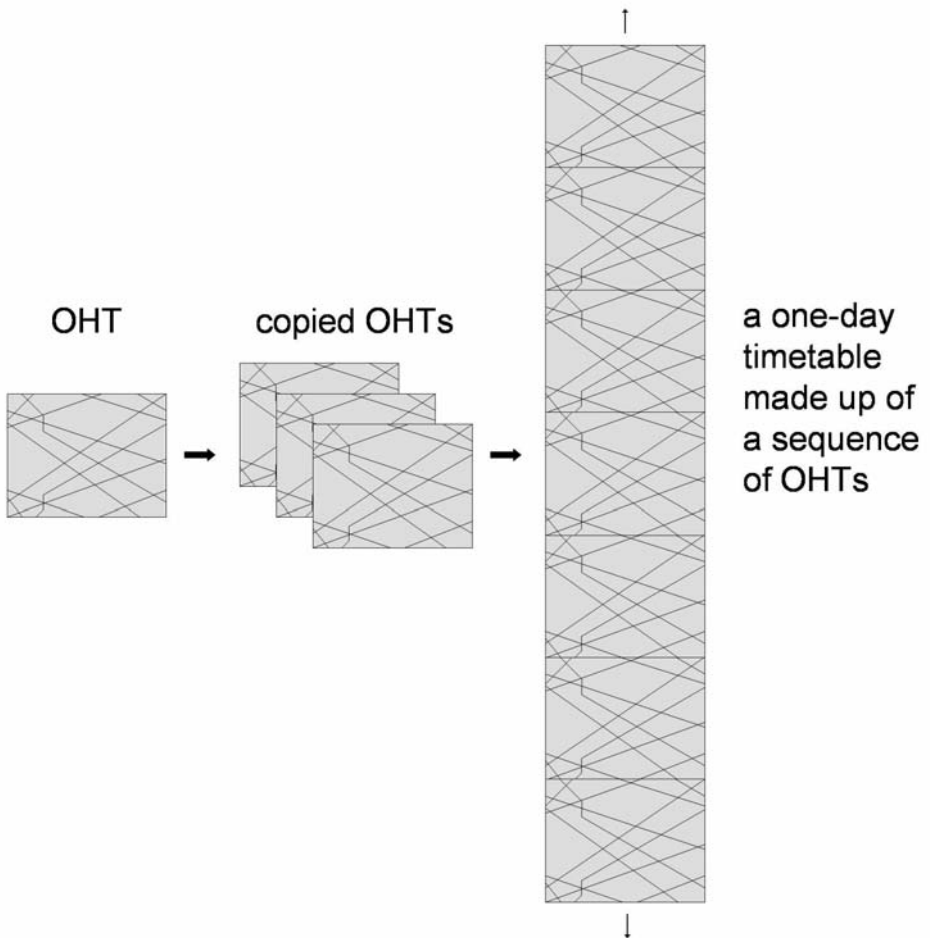 OHT
copied OHTs
a one-day
timetable
made up of
a sequence
of OHTs